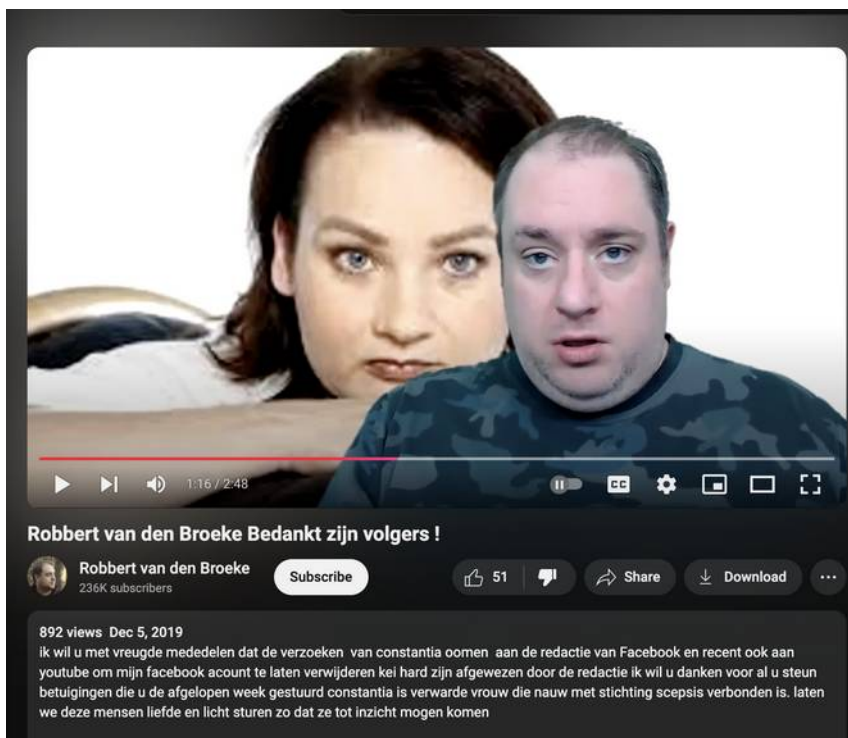 1:16 / 2:48
CC
Robbert van den Broeke Bedankt zijn volgers !
Robbert van den Broeke
236K subscribers
Subscribe
51
Share
Download
892 views Dec 5, 2019
ik wil u met vreugde mededelen dat de verzoeken van constantia oomen aan de redactie van Facebook en recent ook aan
youtube om mijn facebook acount te laten verwijderen kei hard zijn afgewezen door de redactie ik wil u danken voor al u steun
betuigingen die u de afgelopen week gestuurd constantia is verwarde vrouw die nauw met stichting scepsis verbonden is. laten
we deze mensen liefde en licht sturen zo dat ze tot inzicht mogen komen